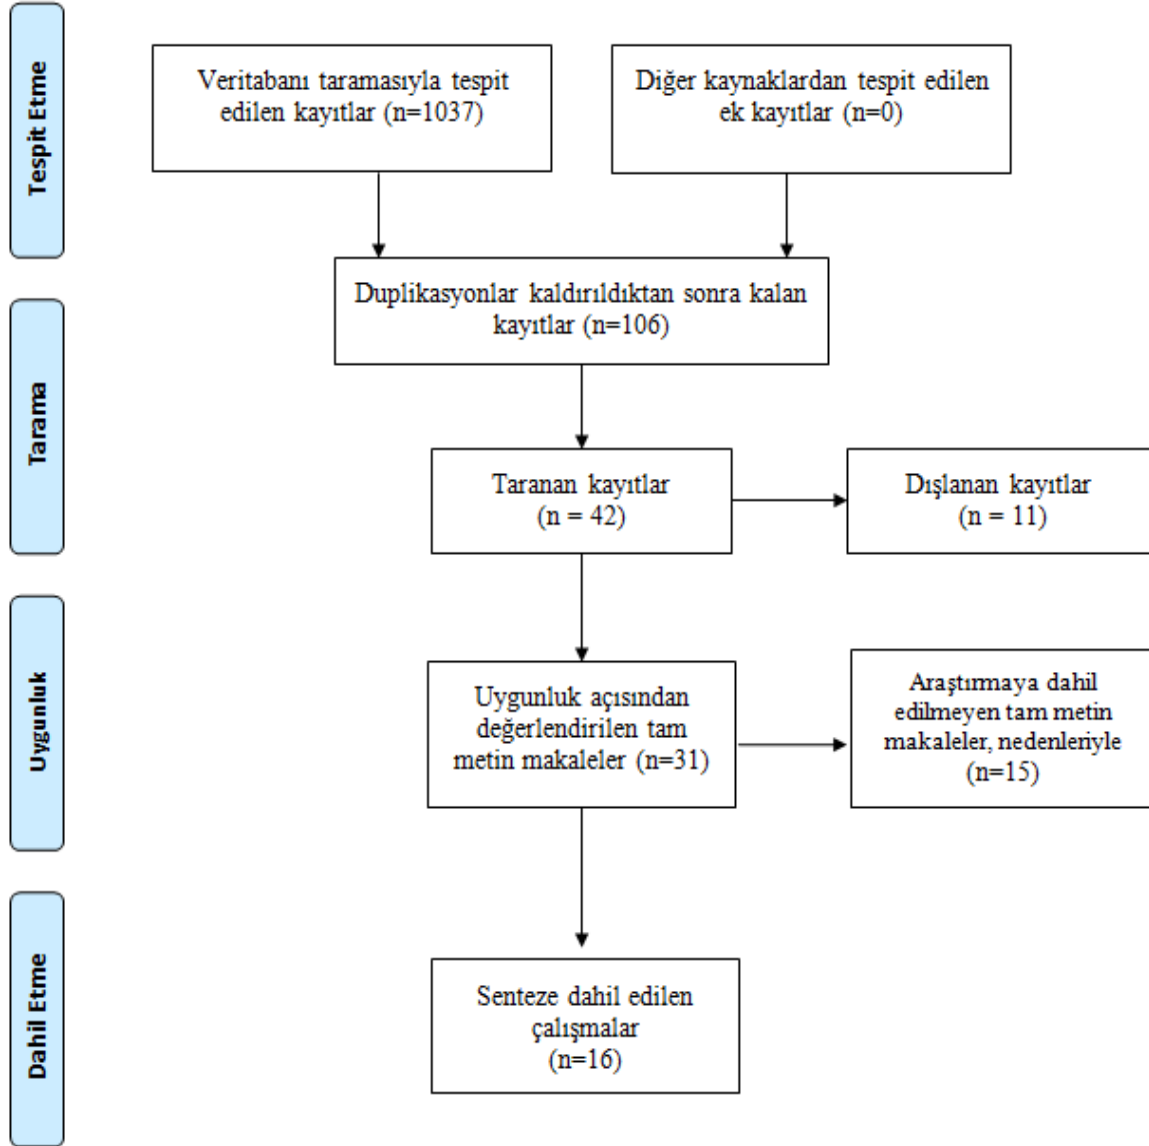 Tespit Etme
Veritabanı taramasıyla tespit
edilen kayıtlar (n=1037)
Diğer kaynaklardan tespit edilen
ek kayıtlar (n=0)
Duplikasyonlar kaldırıldıktan sonra kalan
kayıtlar (n=106)
Tarama
Taranan kayıtlar
(n = 42)
Dışlanan kayıtlar
(n = 11)
Uygunluk
Uygunluk açısından
değerlendirilen tam
metin makaleler (n=31)
Araştırmaya dahil
edilmeyen tam metin
makaleler, nedenleriyle
(n=15)
Dahil Etme
Senteze dahil edilen
çalışmalar
(n=16)